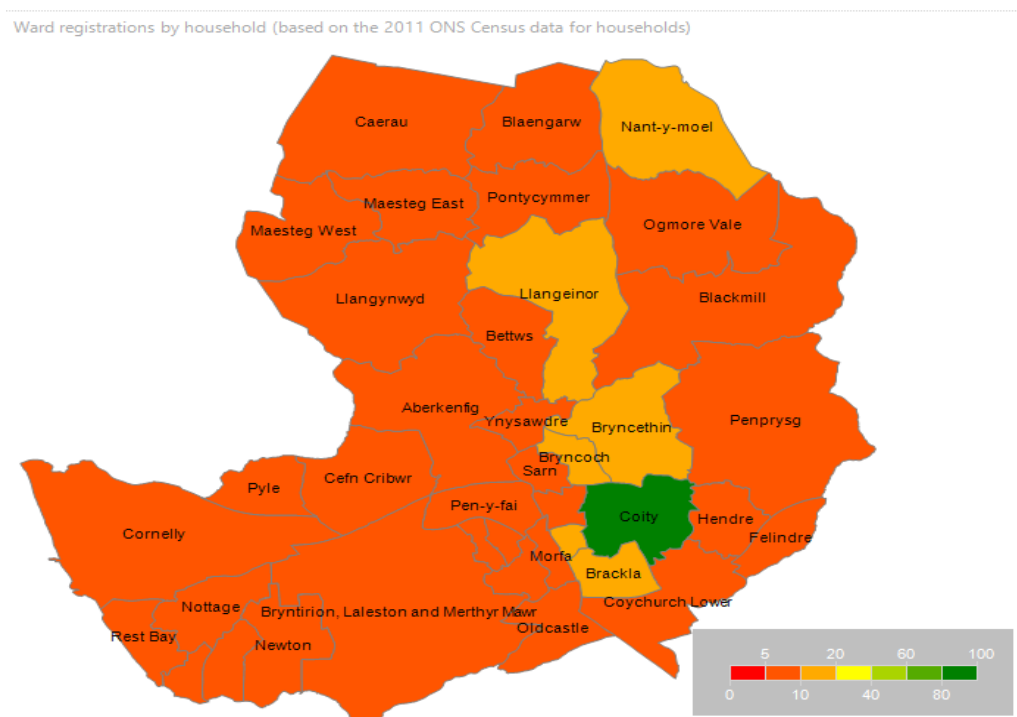 Ward registrations by household (based on the 2011 ONS Census data for households)
Caerau
Blaengarw
Nant-y-moel
Maesteg East
Pontycymmer
Maesteg West
Ogmore Vale
Llangeinor
Llangynwyd
Blackmill
Bettws
Aberkenfig
Ynysawdre
Bryncethin
Penprysg
Bryncoch
Sarn
Cefn Cribwr
Pyle
Pen-y-fai
Coity
Hendre
Cornelly
Felindre
Morfa
Brackla
Nottage
Bryntirion, Laleston and Merthyr Mawr
Coychurch Lower
Rest Bay
Oldcastle
Newton
5 20 60 100
0 10 40 80